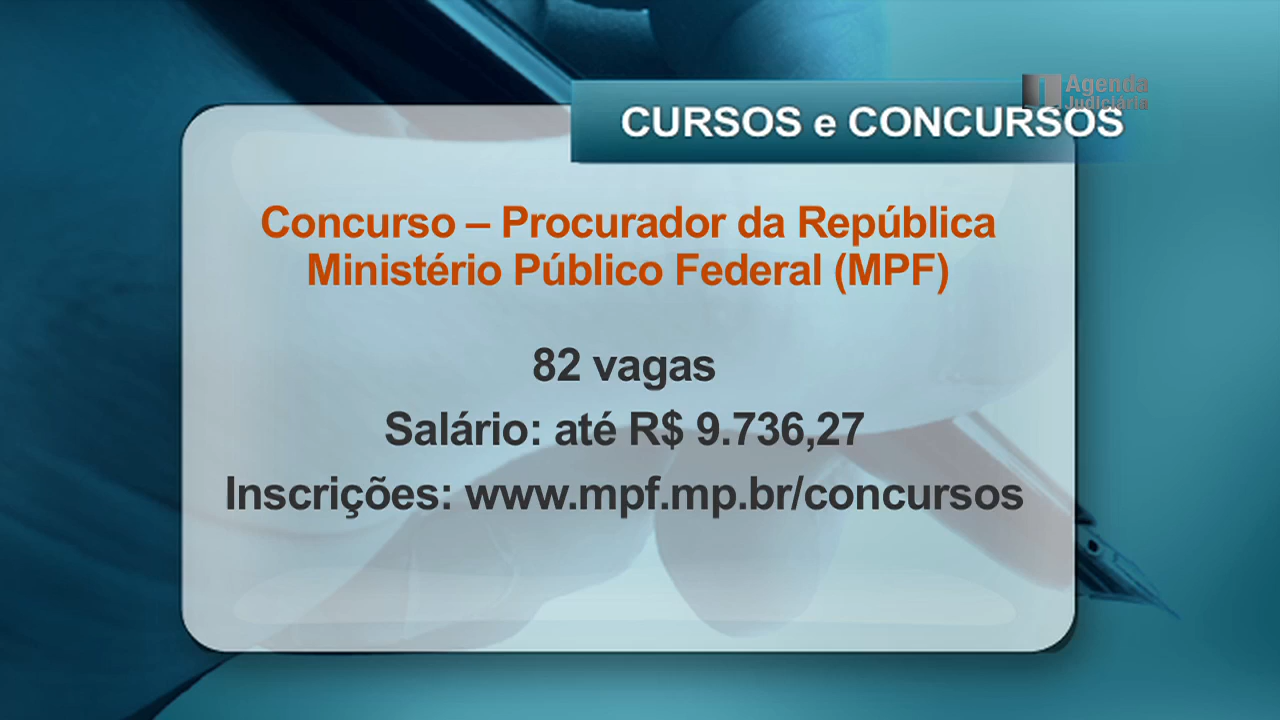 Agenda
Judiciária
CURSOS e CONCURSOS
Concurso – Procurador da República
Ministério Público Federal (MPF)
82 vagas
Salário: até R$ 9.736,27
Inscrições: www.mpf.mp.br/concursos